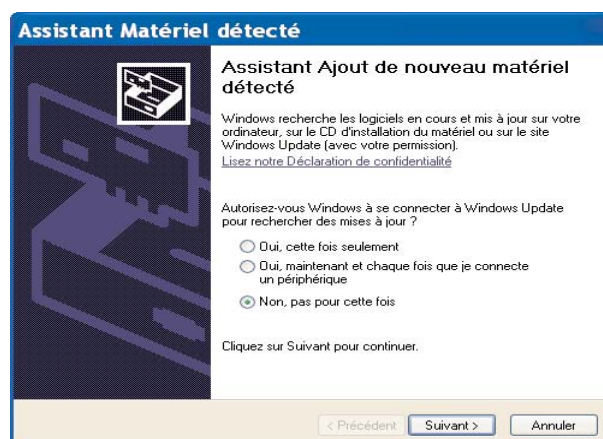 Assistant Matériel détecté
Assistant Ajout de nouveau matériel
détecté
Windows recherche les logiciels en cours et mis à jour sur votre
ordinateur, sur le CD d'installation du matériel ou sur le site
Windows Update (avec votre permission).
Lisez notre Déclaration de confidentialité
Autorisez-vous Windows à se connecter à Windows Update
pour rechercher des mises à jour ?
Oui, cette fois seulement
Oui, maintenant et chaque fois que je connecte
un périphérique
Non, pas pour cette fois
Cliquez sur Suivant pour continuer.
< Précédent Suivant > Annuler